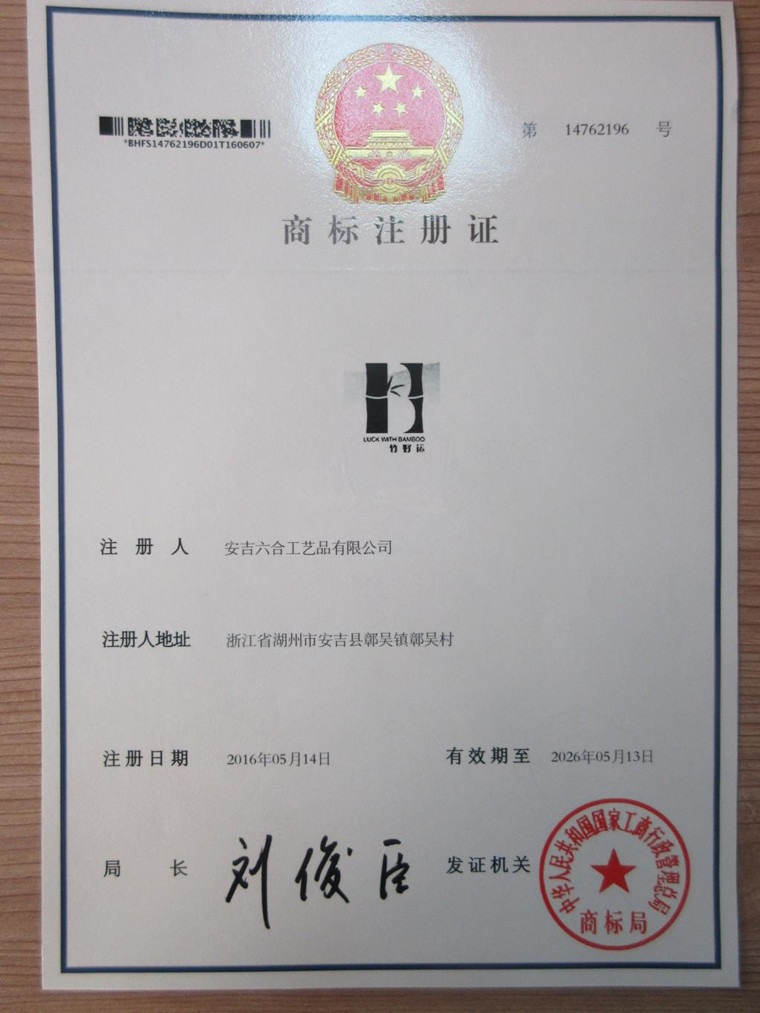 *BHFS14762196D01T160607*
第 14762196 号
商标注册证
LUCK WITH BAMBOO
竹好运
注册人 安吉六合工艺品有限公司
注册人地址 浙江省湖州市安吉县鄣吴镇鄣吴村
注册日期 2016年05月14日 有效期至 2026年05月13日
局长 刘俊臣 发证机关
中华人民共和国国家工商行政管理总局
商标局